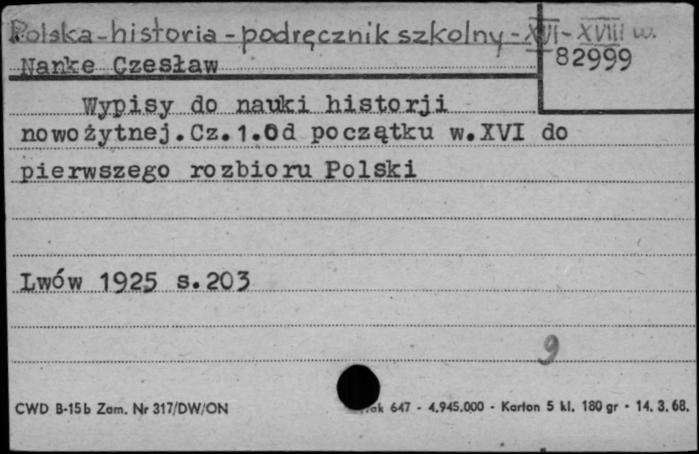 Polska-historia-podręcznik szkolny-XVI-XVIII w.
Nanke Czesław
82999
Wypisy do nauki historji
nowożytnej.Cz.1.Od początku w.XVI do
pierwszego rozbioru Polski
Lwów 1925 s.203
9
CWD B-15b Zam. Nr 317/DW/ON
647 - 4.945.000 - Karton 5 kl. 180 gr - 14.3.68.